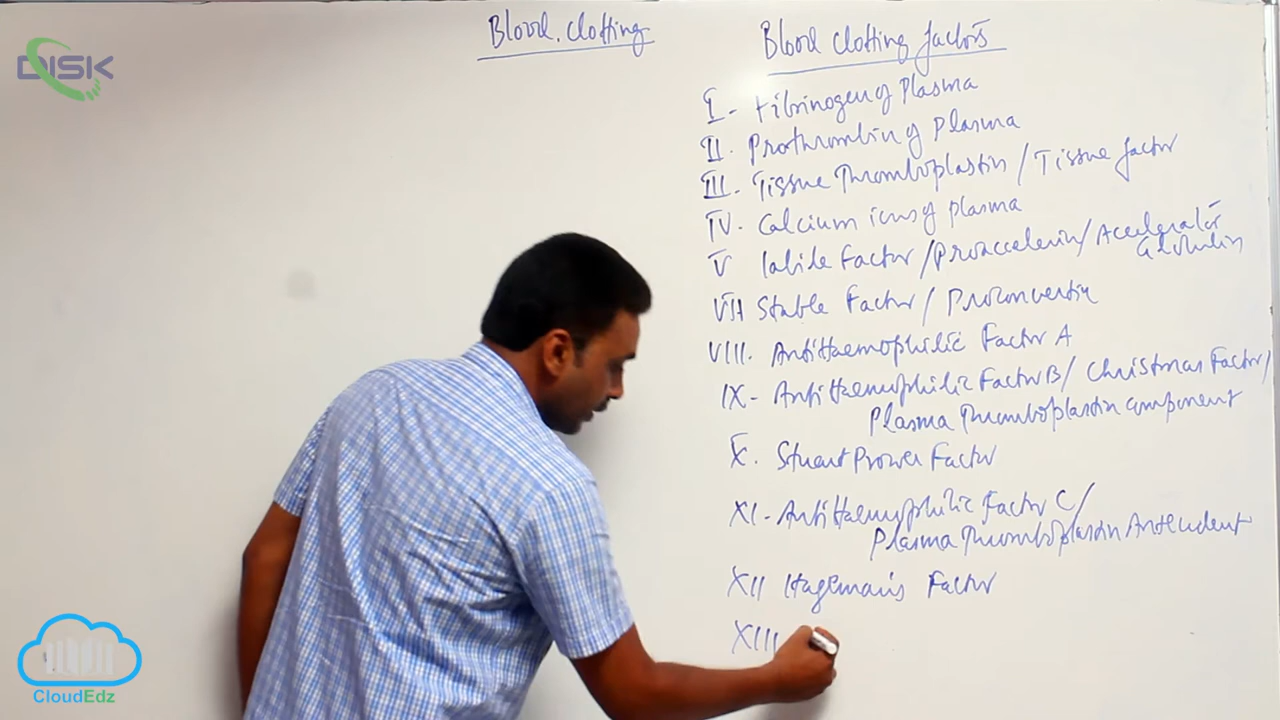 DISK
Blood clotting
Blood Clotting factors
I - Fibrinogen of plasma
II. Prothrombin of plasma
III. Tissue Thromboplastin / Tissue factor
IV. Calcium ions of plasma
V labile Factor / Proaccelerin / Accelerator
Globulin
VII Stable Factor / Proconvertin
VIII. AntiHaemophilic Factor A
IX - AntiHaemophilic Factor B / Christmas Factor /
Plasma Thromboplastin component
X. Stuart Prower Factor
XI - AntiHaemophilic Factor C /
Plasma Thromboplastin Antecedent
XII Hageman's Factor
XIII
CloudEdz